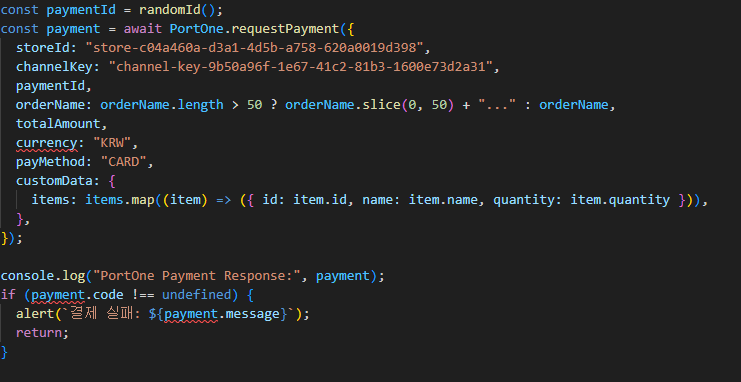 const paymentId = randomId();
const payment = await PortOne.requestPayment({
storeId: "store-c04a460a-d3a1-4d5b-a758-620a0019d398",
channelKey: "channel-key-9b50a96f-1e67-41c2-81b3-1600e73d2a31",
paymentId,
orderName: orderName.length > 50 ? orderName.slice(0, 50) + "..." : orderName,
totalAmount,
currency: "KRW",
payMethod: "CARD",
customData: {
items: items.map((item) => ({ id: item.id, name: item.name, quantity: item.quantity })),
},
});
console.log("PortOne Payment Response:", payment);
if (payment.code !== undefined) {
alert(`결제 실패: ${payment.message}`);
return;
}